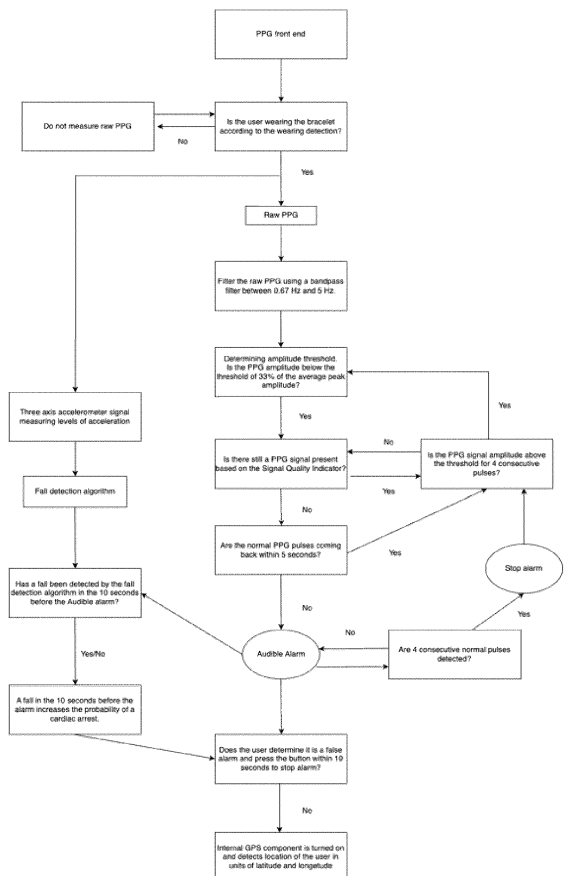 PPG front end
Do not measure raw PPG
Is the user wearing the bracelet
according to the wearing detection?
No
Yes
Raw PPG
Filter the raw PPG using a bandpass
filter between 0.67 Hz and 5 Hz.
Determining amplitude threshold.
Is the PPG amplitude below the
threshold of 33% of the average peak
amplitude?
Yes
Yes
Three axis accelerometer signal
measuring levels of acceleration
No
Is there still a PPG signal present
based on the Signal Quality Indicator?
Is the PPG signal amplitude above
the threshold for 4 consecutive
pulses?
Yes
Fall detection algorithm
No
Are the normal PPG pulses coming
back within 5 seconds?
Yes
Stop alarm
Has a fall been detected by the fall
detection algorithm in the 10 seconds
before the Audible alarm?
No
Yes
No
Audible Alarm
Are 4 consecutive normal pulses
detected?
Yes/No
A fall in the 10 seconds before the
alarm increases the probability of a
cardiac arrest.
Does the user determine it is a false
alarm and press the button within 10
seconds to stop alarm?
No
Internal GPS component is turned on
and detects location of the user in
units of latitude and longetude